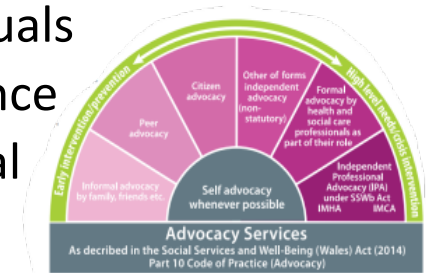 uals
nce
al
Early intervention/prevention
High level needs/crisis intervention
Informal advocacy
by family, friends etc.
Peer
advocacy
Citizen
advocacy
Other of forms
independent
advocacy
(non-
statutory)
Formal
advocacy by
health and
social care
professionals as
part of their role
Independent
Professional
Advocacy (IPA)
under SSWb Act
IMHA IMCA
Self advocacy
whenever possible
Advocacy Services
As decribed in the Social Services and Well-Being (Wales) Act (2014)
Part 10 Code of Practice (Advocacy)